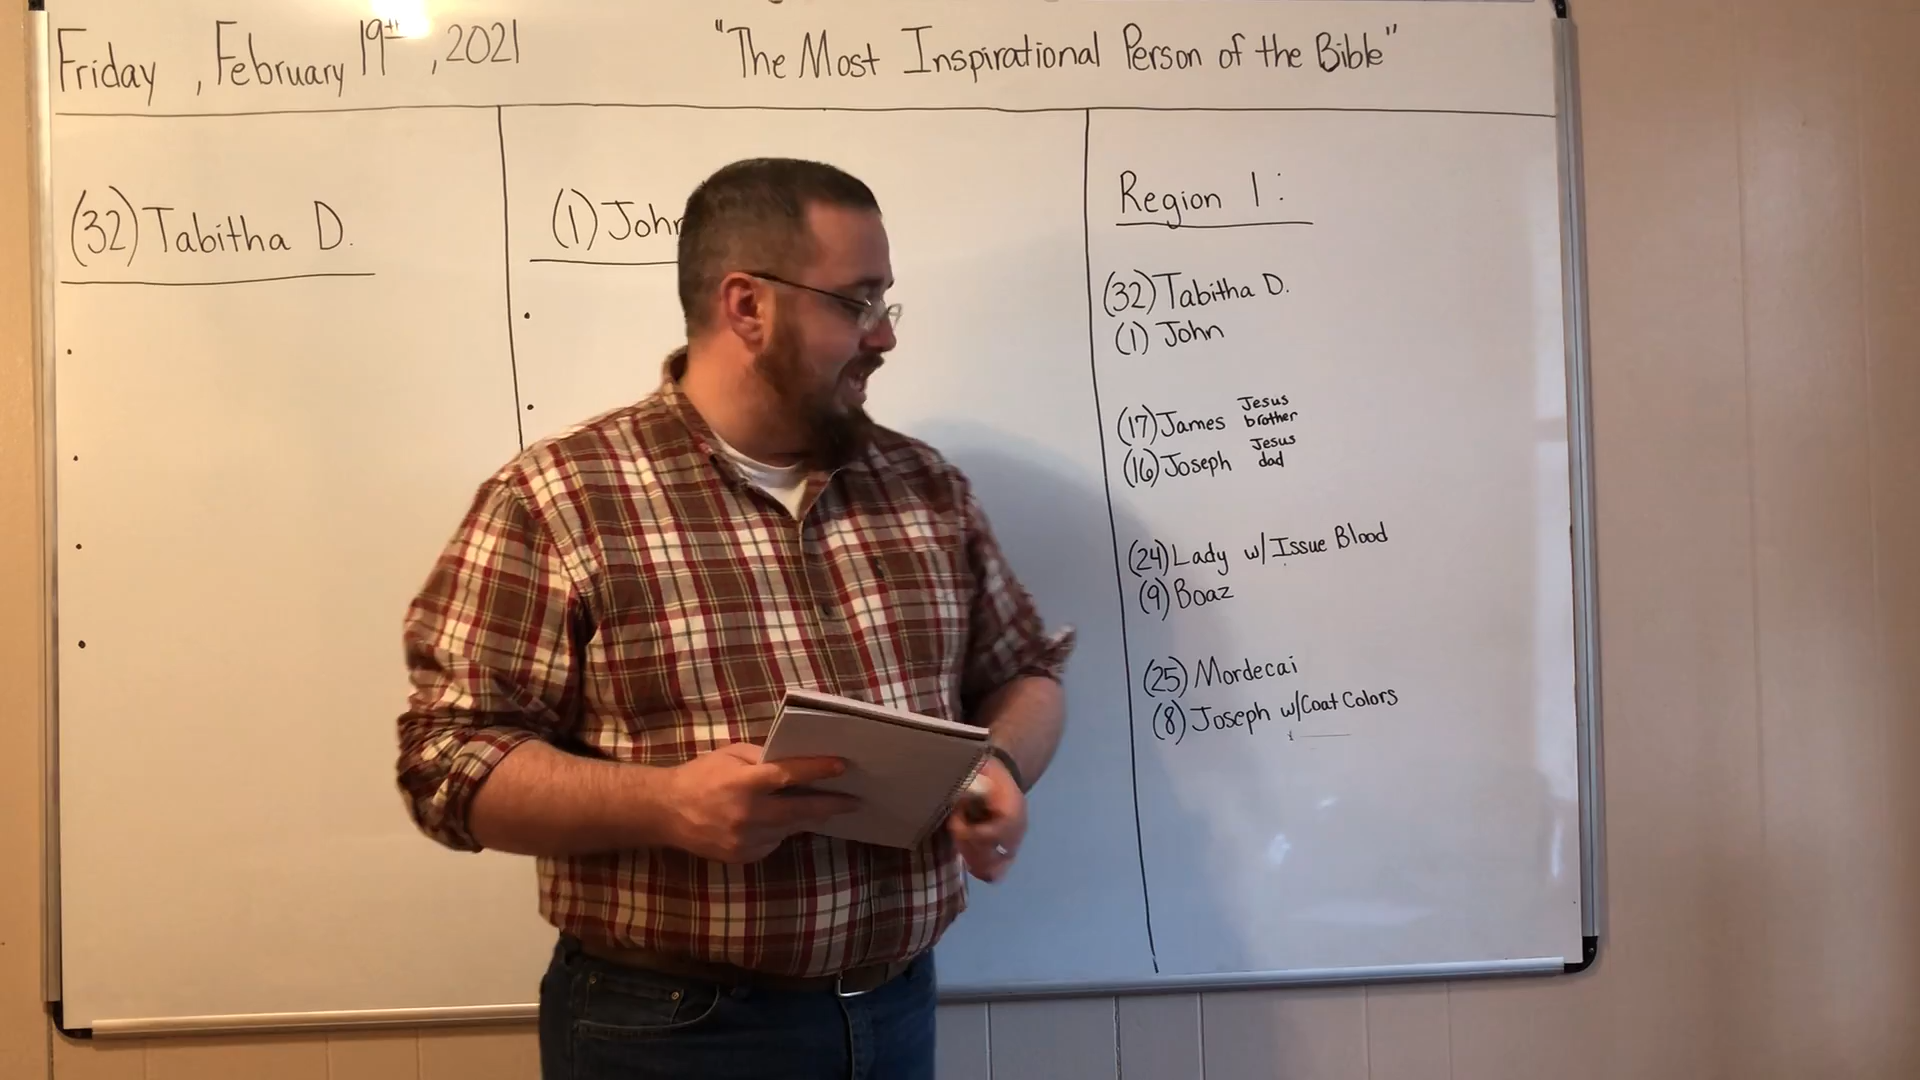 Friday, February 19th, 2021
"The Most Inspirational Person of the Bible"
(32) Tabitha D.
(1) John
Region 1:
(32) Tabitha D.
(1) John
(17) James Jesus brother
(16) Joseph Jesus dad
(24) Lady w/ Issue Blood
(9) Boaz
(25) Mordecai
(8) Joseph w/ Coat Colors